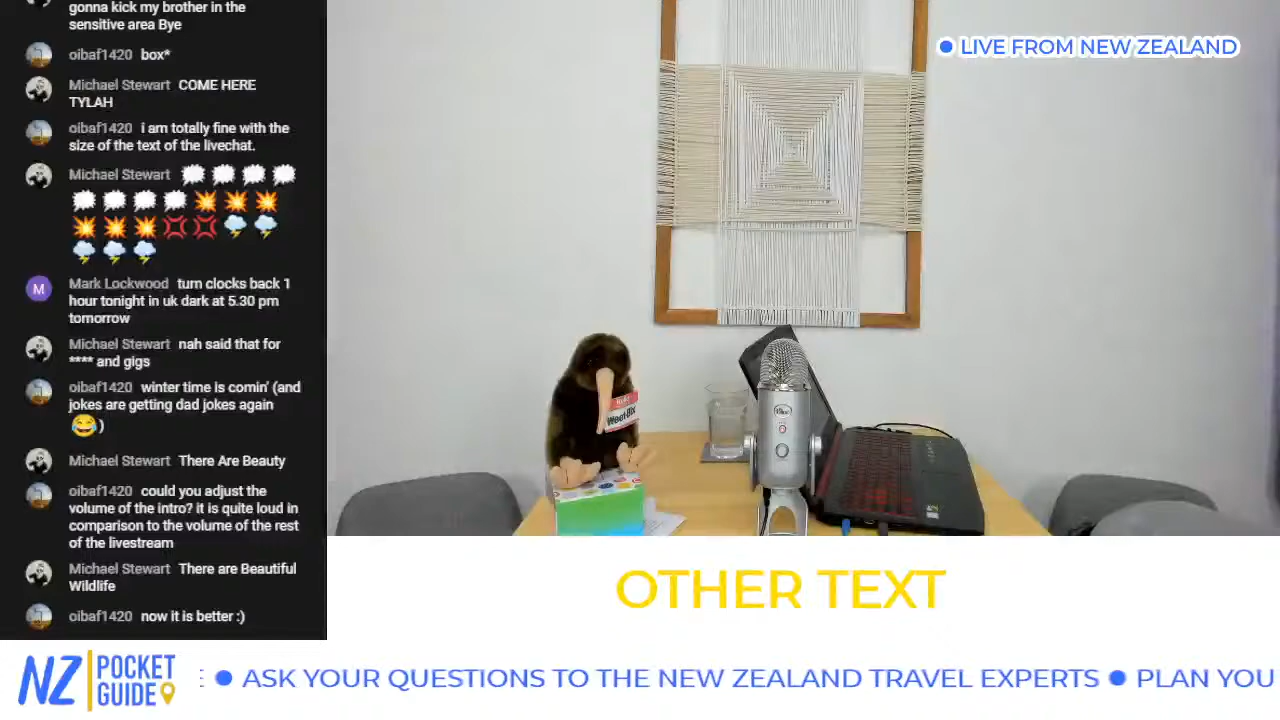 gonna kick my brother in the
sensitive area Bye
oibaf1420 box*
Michael Stewart COME HERE
TYLAH
oibaf1420 i am totally fine with the
size of the text of the livechat.
Michael Stewart
Mark Lockwood turn clocks back 1
hour tonight in uk dark at 5.30 pm
tomorrow
Michael Stewart nah said that for
**** and gigs
oibaf1420 winter time is comin' (and
jokes are getting dad jokes again
)
Michael Stewart There Are Beauty
oibaf1420 could you adjust the
volume of the intro? it is quite loud in
comparison to the volume of the rest
of the livestream
Michael Stewart There are Beautiful
Wildlife
oibaf1420 now it is better :)
M
● LIVE FROM NEW ZEALAND
WeetBix
blue
OTHER TEXT
NZ POCKET
GUIDE
● ASK YOUR QUESTIONS TO THE NEW ZEALAND TRAVEL EXPERTS ● PLAN YOU